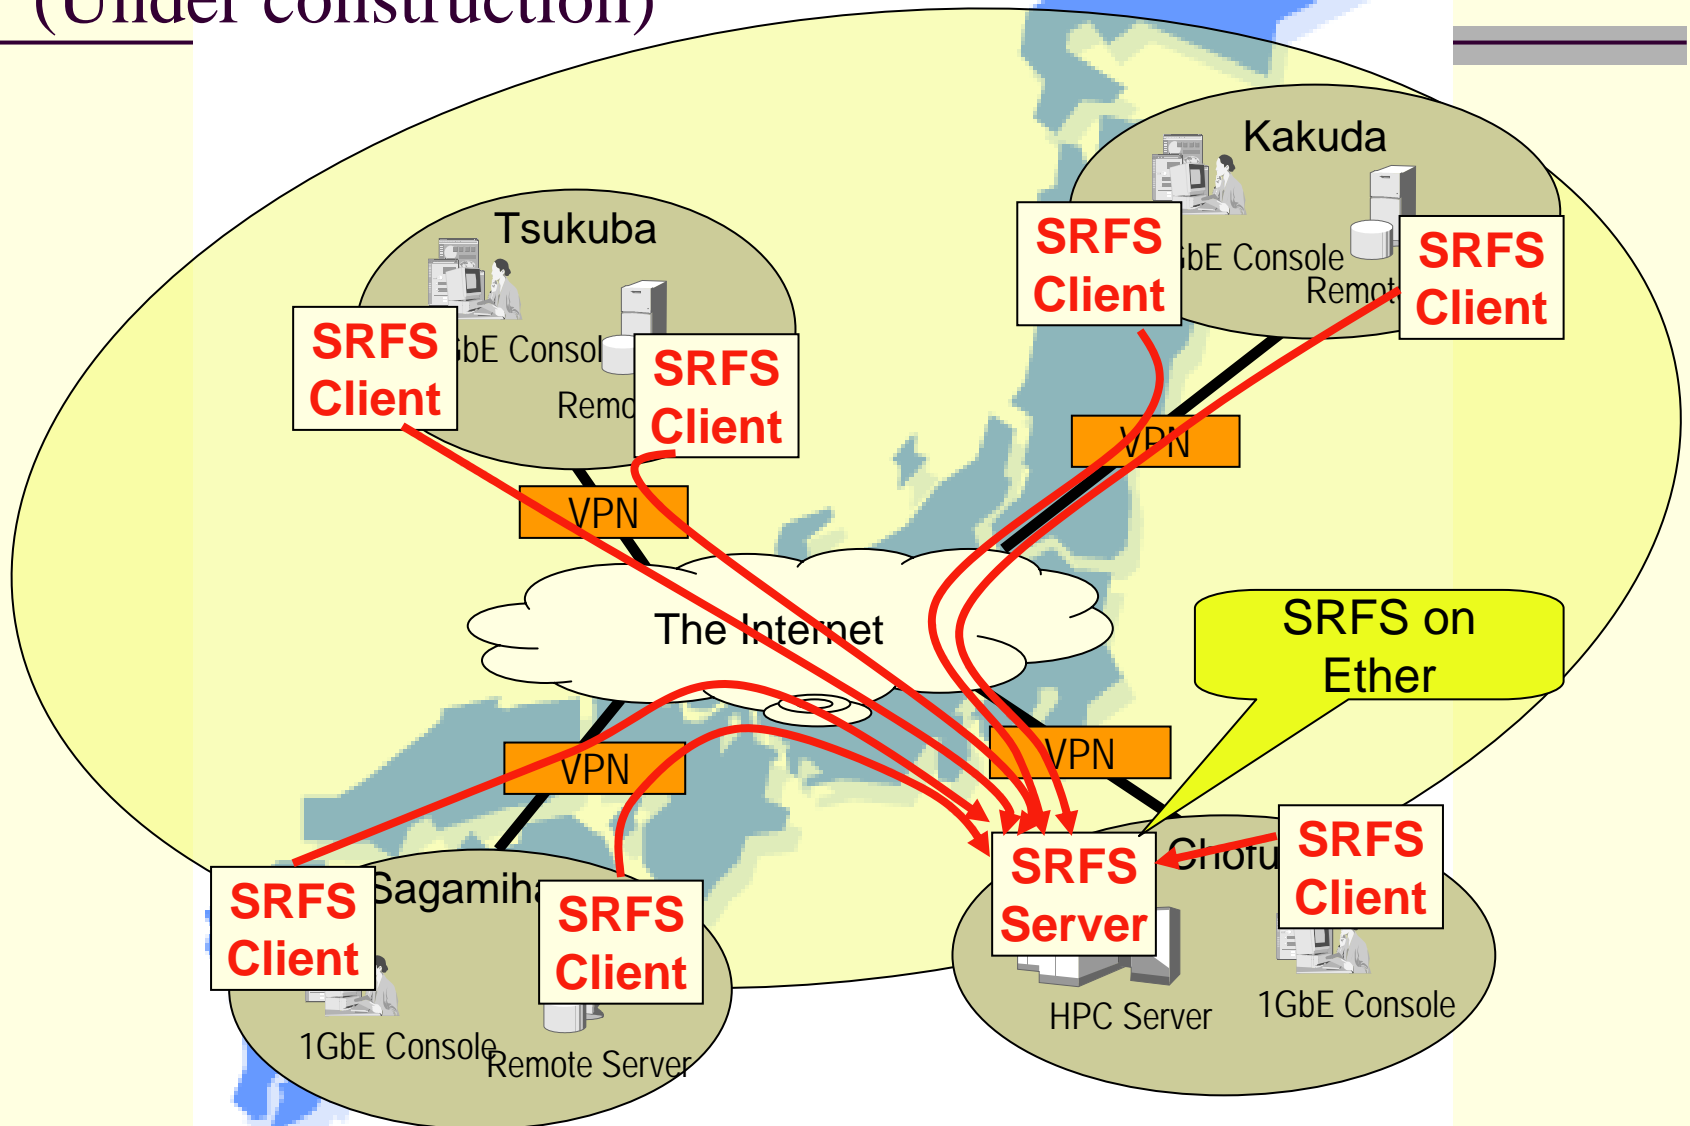 (Under construction)
Kakuda
SRFS
Client
GbE Console
Remot
SRFS
Client
Tsukuba
SRFS
Client
GbE Consol
Remo
SRFS
Client
VPN
VPN
The Internet
SRFS on
Ether
VPN
VPN
Sagamiha
SRFS
Client
SRFS
Client
1GbE Console
Remote Server
Chofu
SRFS
Server
SRFS
Client
HPC Server
1GbE Console